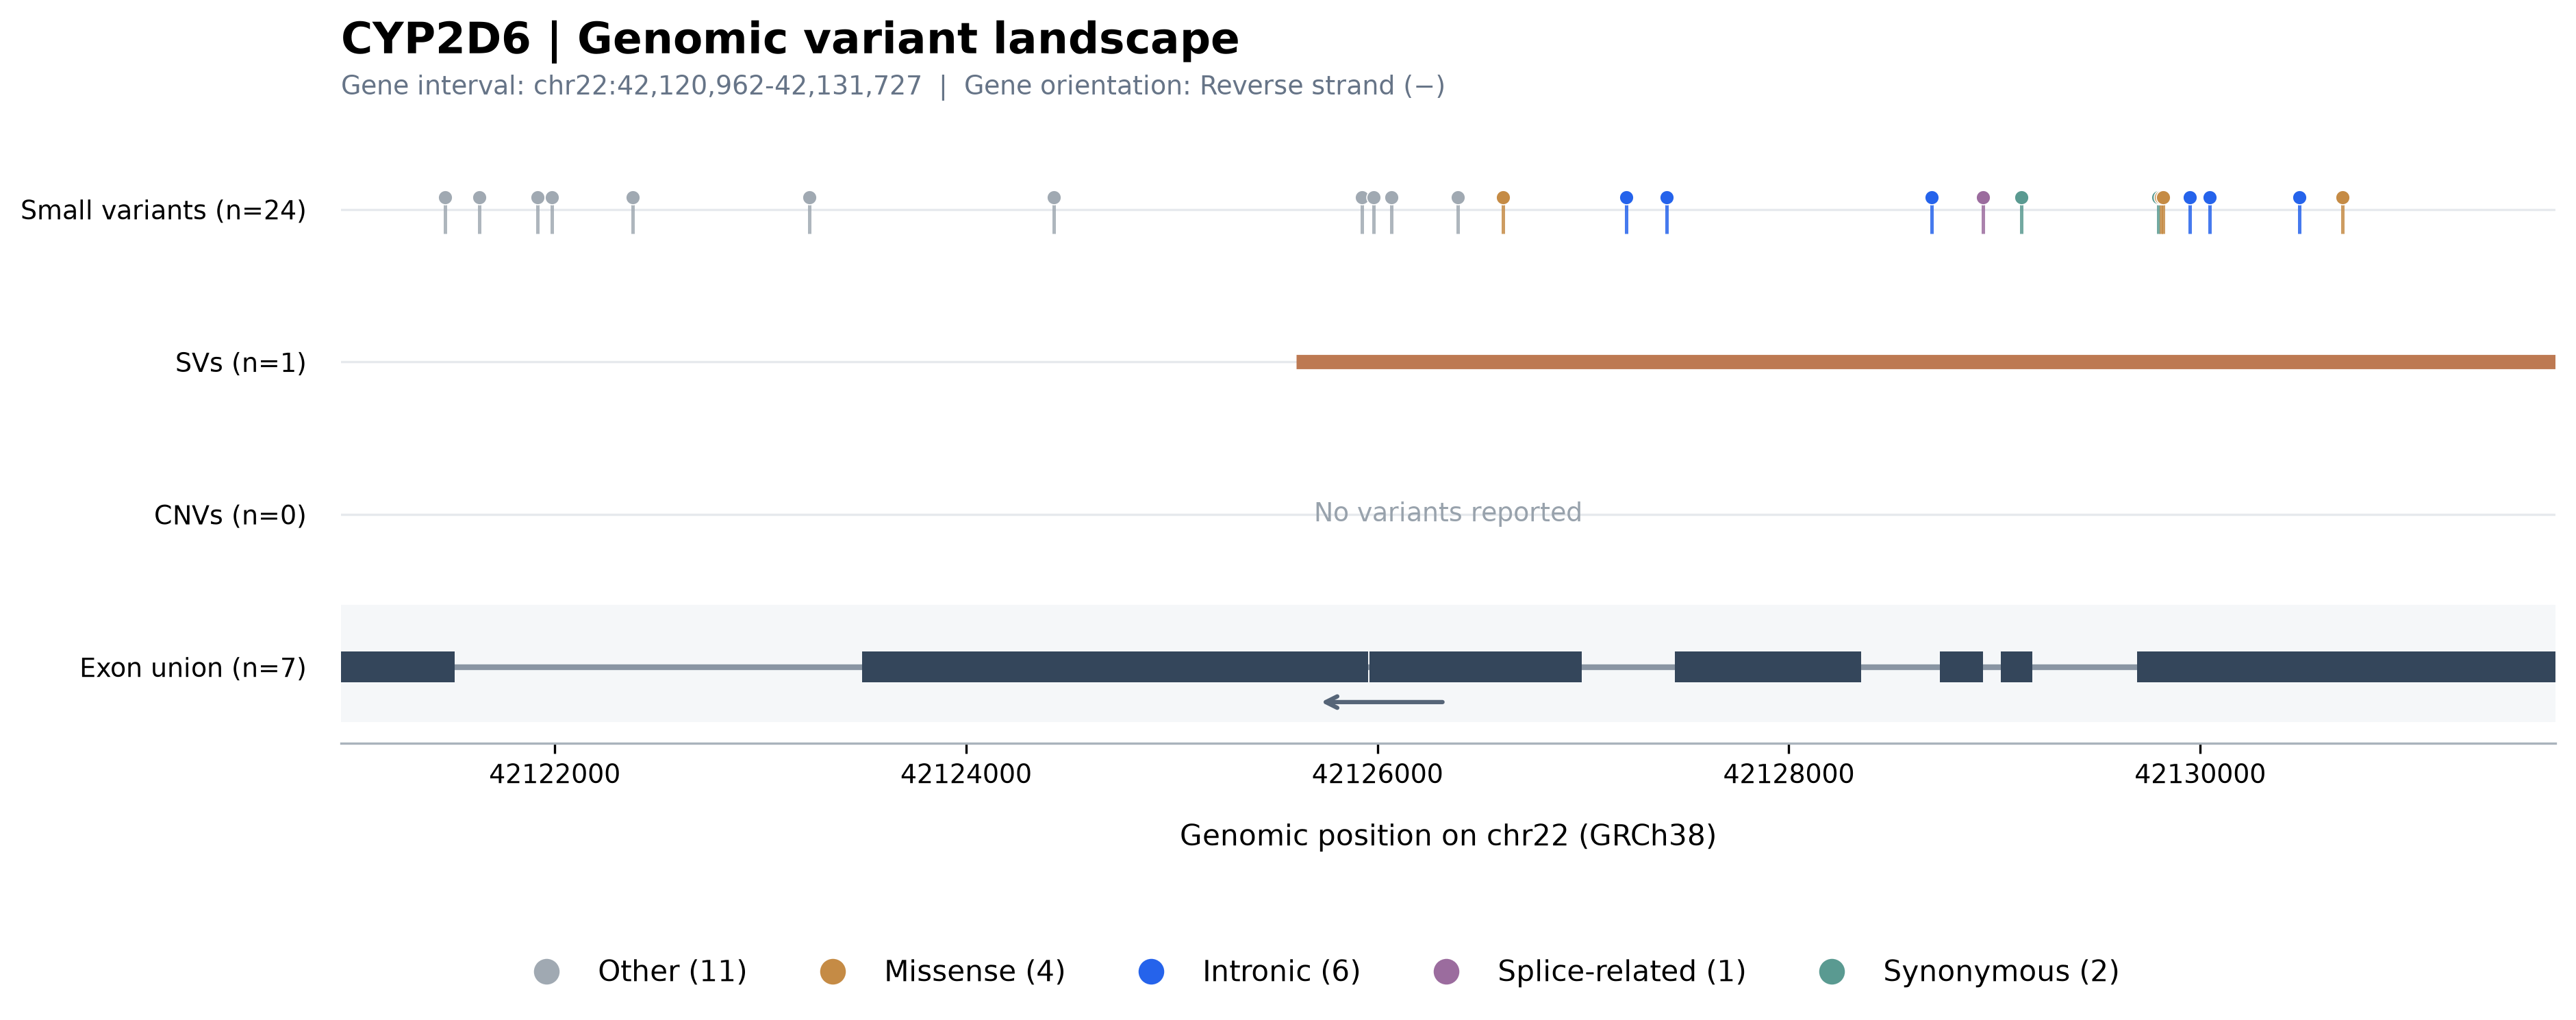 CYP2D6 | Genomic variant landscape
Gene interval: chr22:42,120,962-42,131,727 | Gene orientation: Reverse strand (−)
Small variants (n=24)
SVs (n=1)
CNVs (n=0)
No variants reported
Exon union (n=7)
42122000 42124000 42126000 42128000 42130000
Genomic position on chr22 (GRCh38)
Other (11) Missense (4) Intronic (6) Splice-related (1) Synonymous (2)